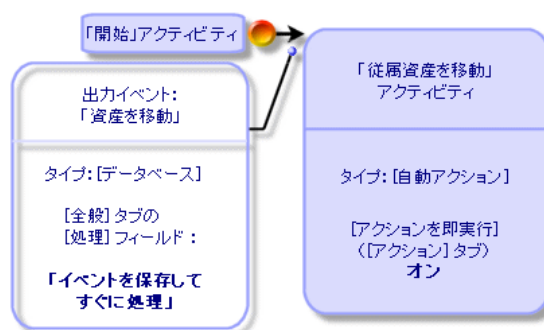 「開始」アクティビティ
出力イベント:
「資産を移動」
タイプ:[データベース]
[全般]タブの
[処理]フィールド:
「イベントを保存して
すぐに処理」
「従属資産を移動」
アクティビティ
タイプ:[自動アクション]
[アクションを即実行]
([アクション]タブ)
オン